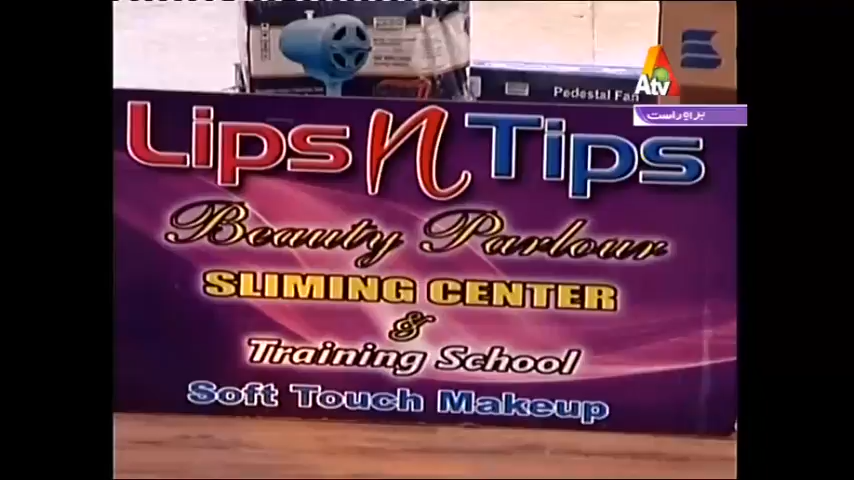 Pedestal Fan
Atv
براہ راست
Lips N Tips
Beauty Parlour
SLIMING CENTER
&
Training School
Soft Touch Makeup